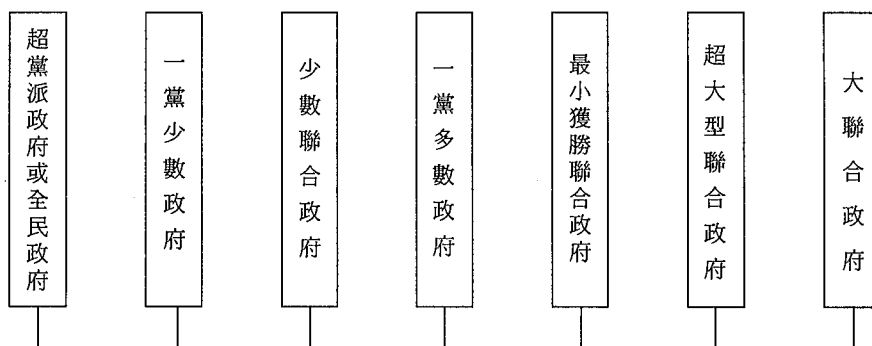 超黨派政府或全民政府
一黨少數政府
少數聯合政府
一黨多數政府
最小獲勝聯合政府
超大型聯合政府
大聯合政府